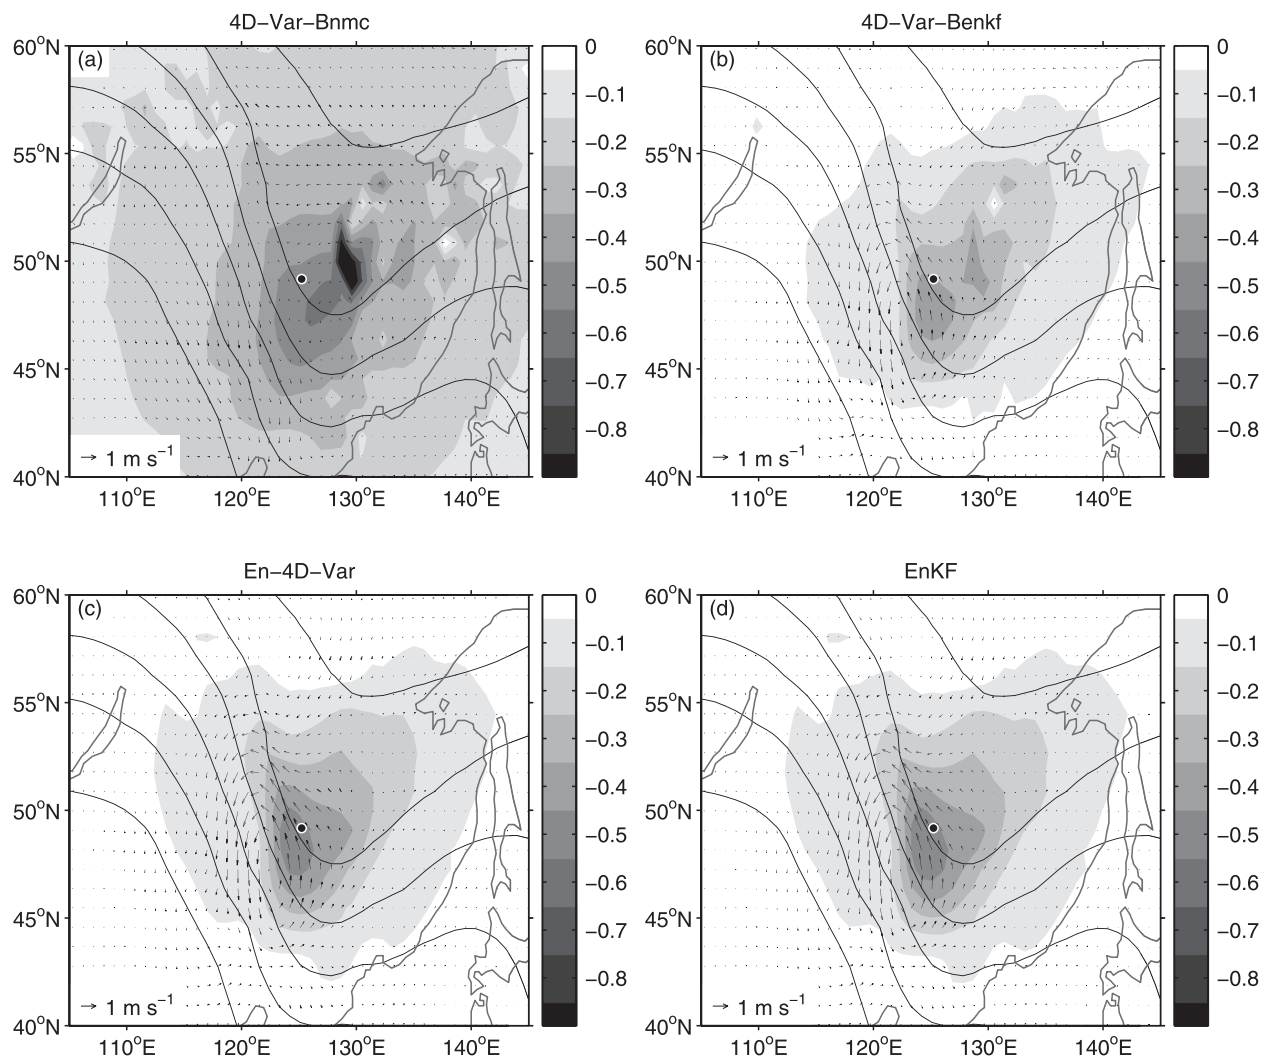 4D−Var−Bnmc
(a)
60°N
55°N
50°N
45°N
40°N
110°E 120°E 130°E 140°E
→ 1 m s⁻¹
0
−0.1
−0.2
−0.3
−0.4
−0.5
−0.6
−0.7
−0.8
4D−Var−Benkf
(b)
60°N
55°N
50°N
45°N
40°N
110°E 120°E 130°E 140°E
→ 1 m s⁻¹
0
−0.1
−0.2
−0.3
−0.4
−0.5
−0.6
−0.7
−0.8
En−4D−Var
(c)
60°N
55°N
50°N
45°N
40°N
110°E 120°E 130°E 140°E
→ 1 m s⁻¹
0
−0.1
−0.2
−0.3
−0.4
−0.5
−0.6
−0.7
−0.8
EnKF
(d)
60°N
55°N
50°N
45°N
40°N
110°E 120°E 130°E 140°E
→ 1 m s⁻¹
0
−0.1
−0.2
−0.3
−0.4
−0.5
−0.6
−0.7
−0.8